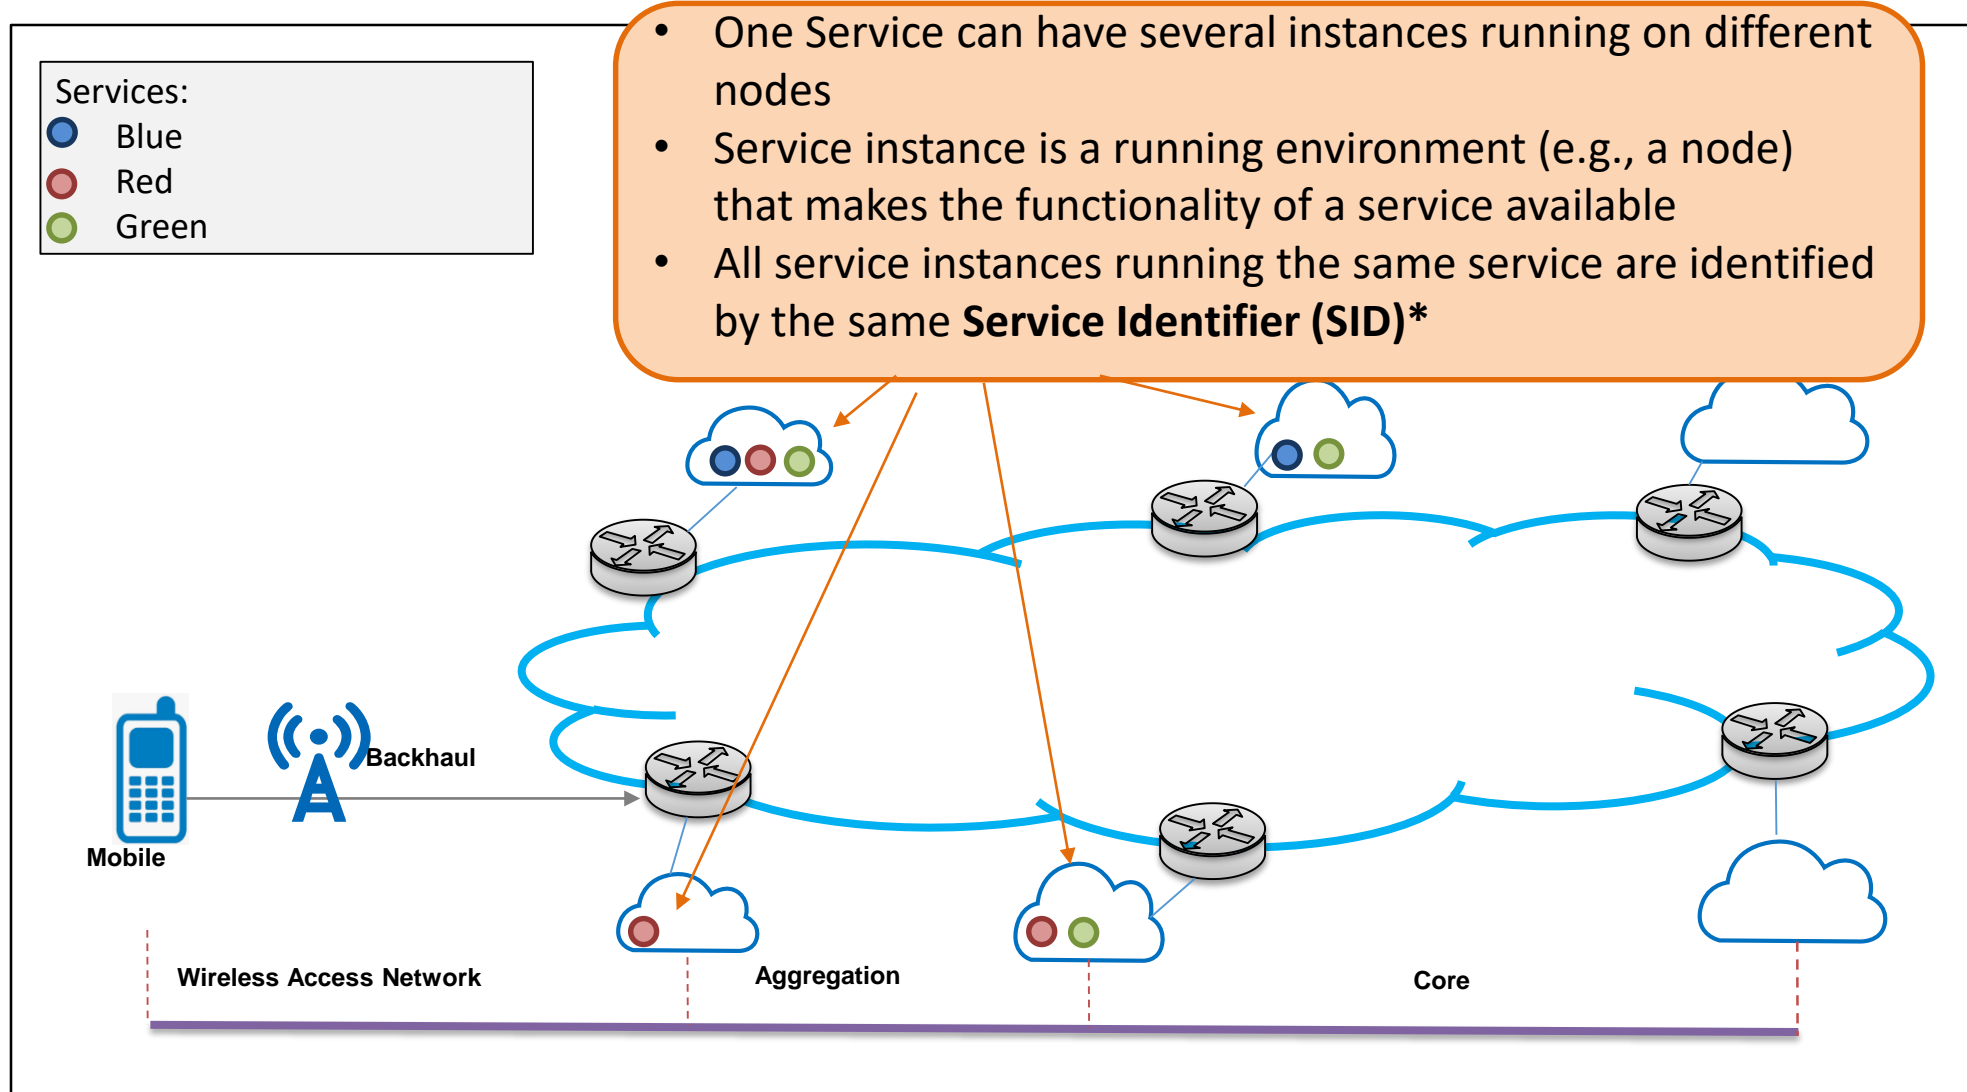 • One Service can have several instances running on different
nodes
• Service instance is a running environment (e.g., a node)
that makes the functionality of a service available
• All service instances running the same service are identified
by the same Service Identifier (SID)*
Services:
Blue
Red
Green
Backhaul
Mobile
Wireless Access Network
Aggregation
Core